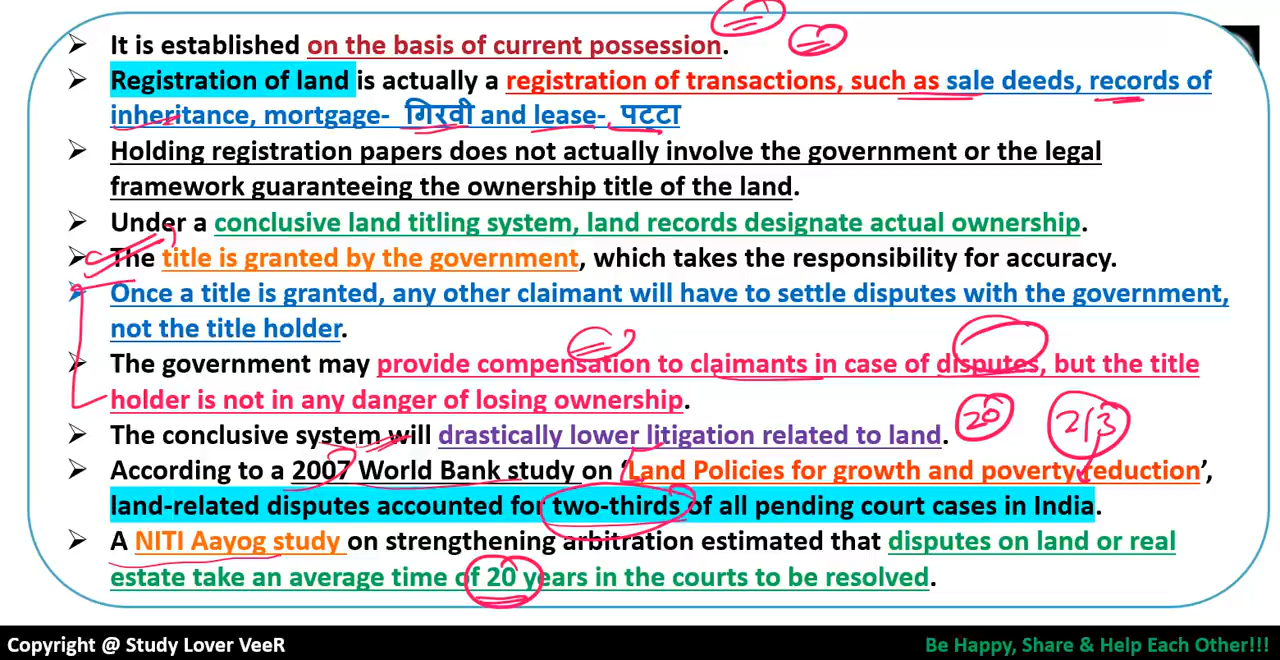 ➢ It is established on the basis of current possession.
➢ Registration of land is actually a registration of transactions, such as sale deeds, records of
inheritance, mortgage- गिरवी and lease- पट्टा
➢ Holding registration papers does not actually involve the government or the legal
framework guaranteeing the ownership title of the land.
➢ Under a conclusive land titling system, land records designate actual ownership.
➢ The title is granted by the government, which takes the responsibility for accuracy.
➢ Once a title is granted, any other claimant will have to settle disputes with the government,
not the title holder.
➢ The government may provide compensation to claimants in case of disputes, but the title
holder is not in any danger of losing ownership.
20 2/3
➢ The conclusive system will drastically lower litigation related to land.
➢ According to a 2007 World Bank study on ‘Land Policies for growth and poverty reduction’,
land-related disputes accounted for two-thirds of all pending court cases in India.
➢ A NITI Aayog study on strengthening arbitration estimated that disputes on land or real
estate take an average time of 20 years in the courts to be resolved.
Copyright @ Study Lover VeeR
Be Happy, Share & Help Each Other!!!